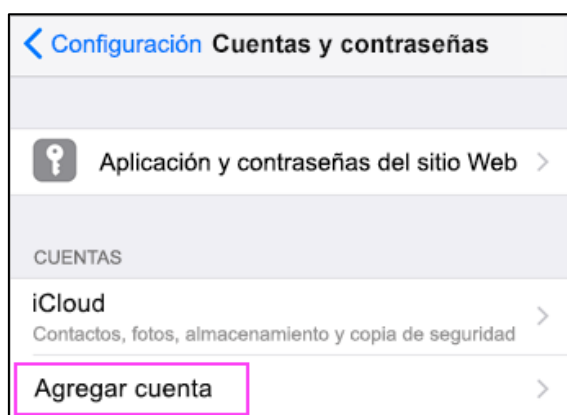 Configuración Cuentas y contraseñas
Aplicación y contraseñas del sitio Web
CUENTAS
iCloud
Contactos, fotos, almacenamiento y copia de seguridad
Agregar cuenta